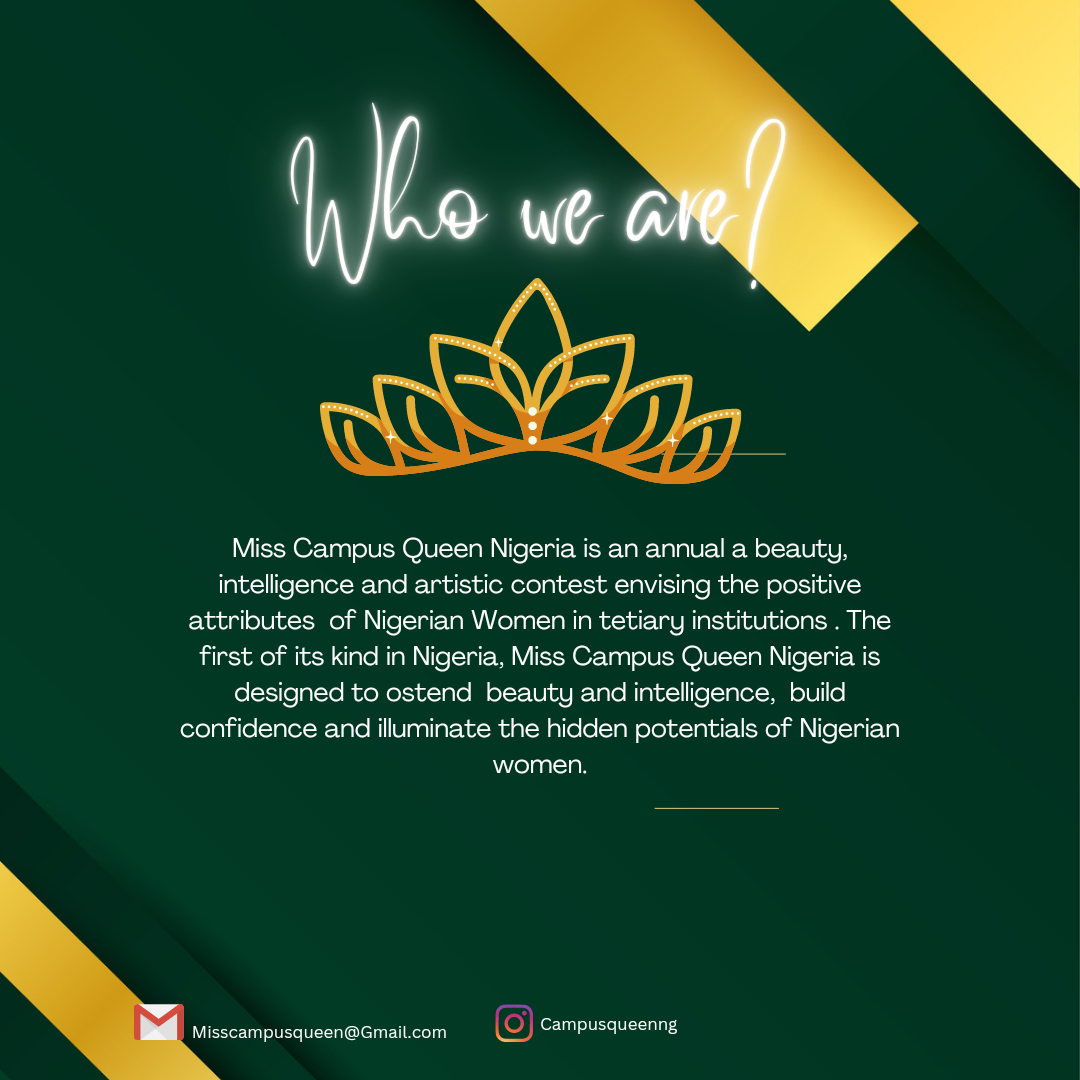 Who we are?
Miss Campus Queen Nigeria is an annual a beauty,
intelligence and artistic contest envising the positive
attributes  of Nigerian Women in tetiary institutions . The
first of its kind in Nigeria, Miss Campus Queen Nigeria is
designed to ostend  beauty and intelligence,  build
confidence and illuminate the hidden potentials of Nigerian
women.
Misscampusqueen@Gmail.com
Campusqueenng